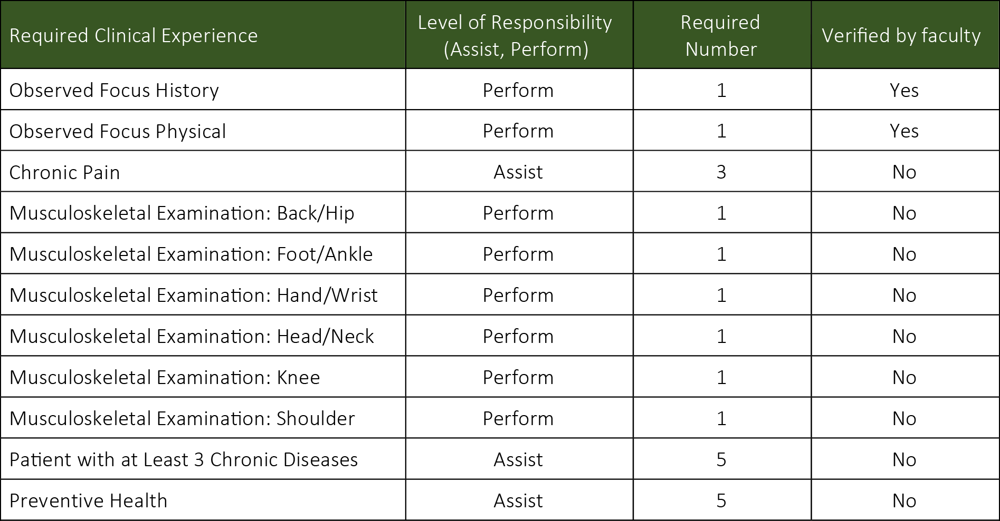 Required Clinical Experience
Level of Responsibility
(Assist, Perform)
Required
Number
Verified by faculty
Observed Focus History Perform 1 Yes
Observed Focus Physical Perform 1 Yes
Chronic Pain Assist 3 No
Musculoskeletal Examination: Back/Hip Perform 1 No
Musculoskeletal Examination: Foot/Ankle Perform 1 No
Musculoskeletal Examination: Hand/Wrist Perform 1 No
Musculoskeletal Examination: Head/Neck Perform 1 No
Musculoskeletal Examination: Knee Perform 1 No
Musculoskeletal Examination: Shoulder Perform 1 No
Patient with at Least 3 Chronic Diseases Assist 5 No
Preventive Health Assist 5 No